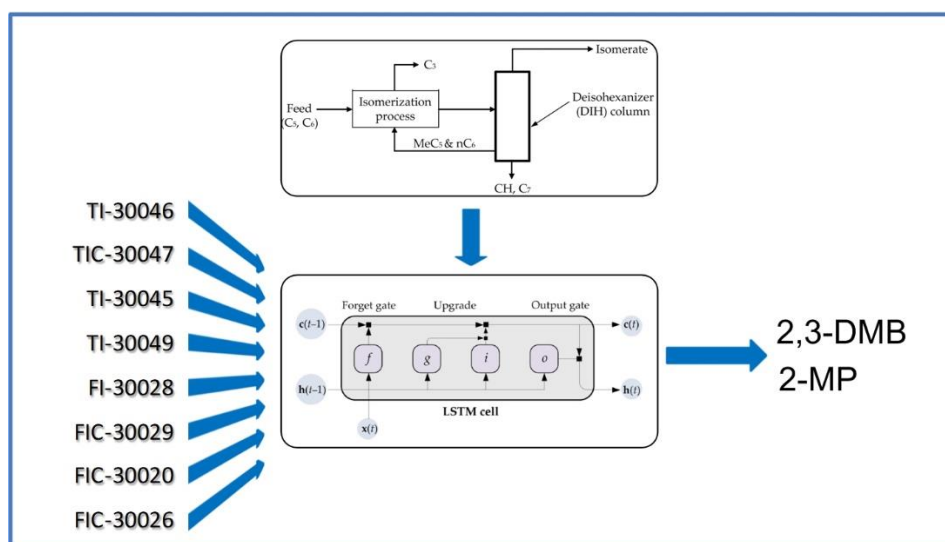 Isomerate
C₃
Isomerization
process
Feed
(C₅, C₆)
Deisohexanizer
(DIH) column
MeC₅ & nC₆
CH, C₇
TI-30046
TIC-30047
TI-30045
TI-30049
FI-30028
FIC-30029
FIC-30020
FIC-30026
Forget gate Upgrade Output gate
c(t−1) c(t)
f g i o
h(t−1) h(t)
LSTM cell
x(t)
2,3-DMB
2-MP